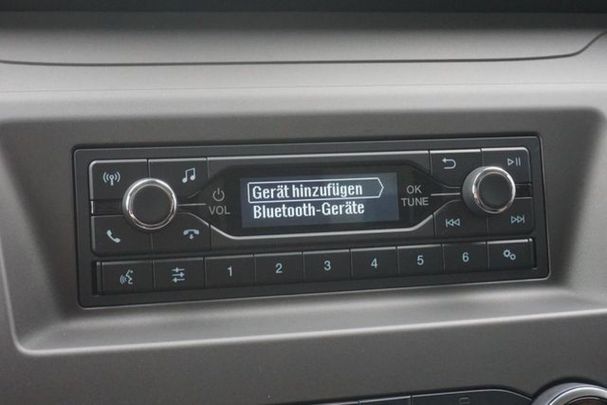 Gerät hinzufügen
Bluetooth-Geräte
VOL
OK
TUNE
1 2 3 4 5 6